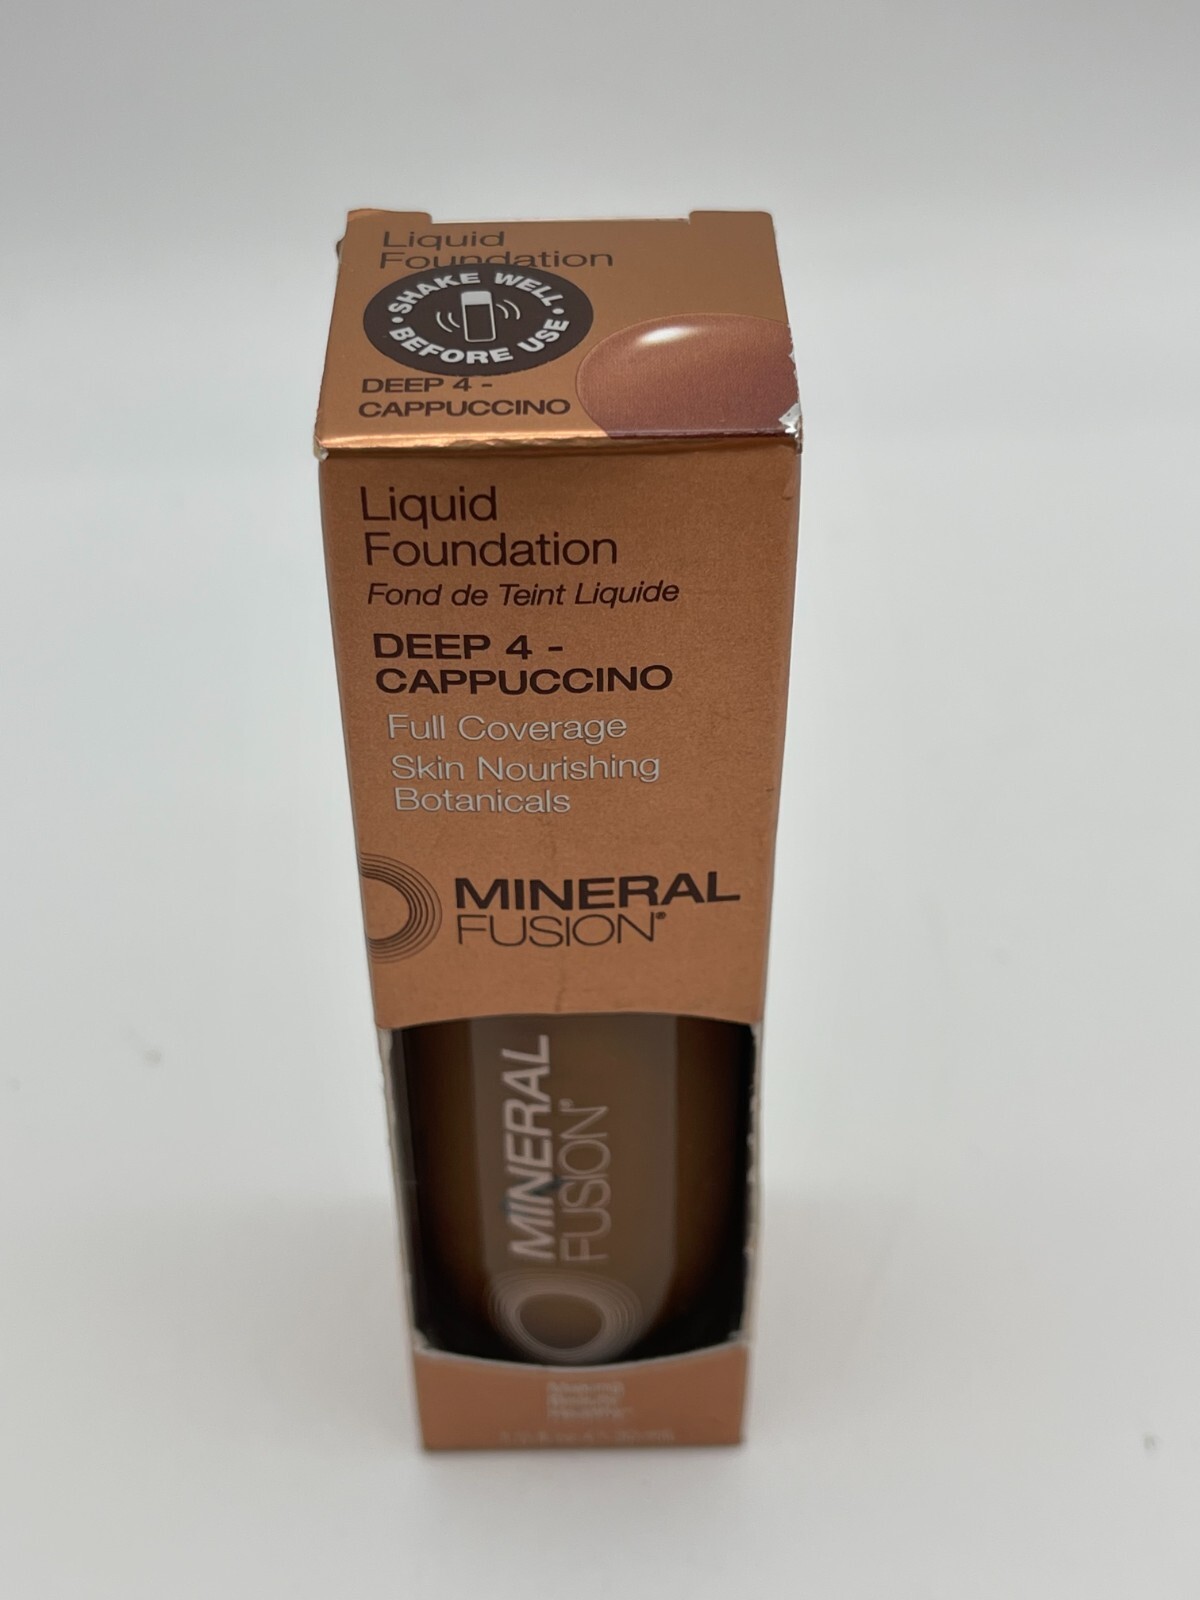 Liquid
Foundation
SHAKE WELL
BEFORE USE
DEEP 4 -
CAPPUCCINO
Liquid
Foundation
Fond de Teint Liquide
DEEP 4 -
CAPPUCCINO
Full Coverage
Skin Nourishing
Botanicals
MINERAL
FUSION®
MINERAL
FUSION®